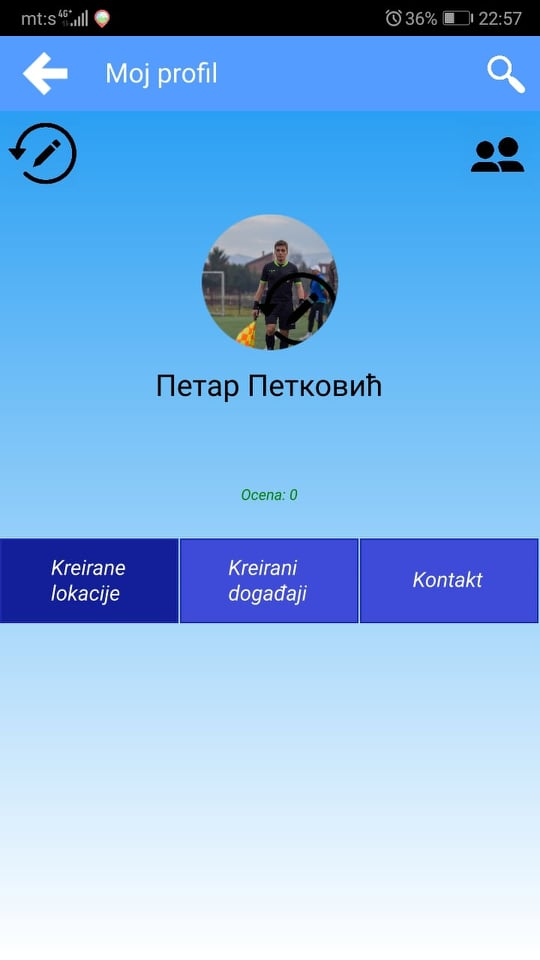 mt:s 4G+ 36% 22:57
Moj profil
Петар Петковић
Ocena: 0
Kreirane
lokacije
Kreirani
događaji
Kontakt